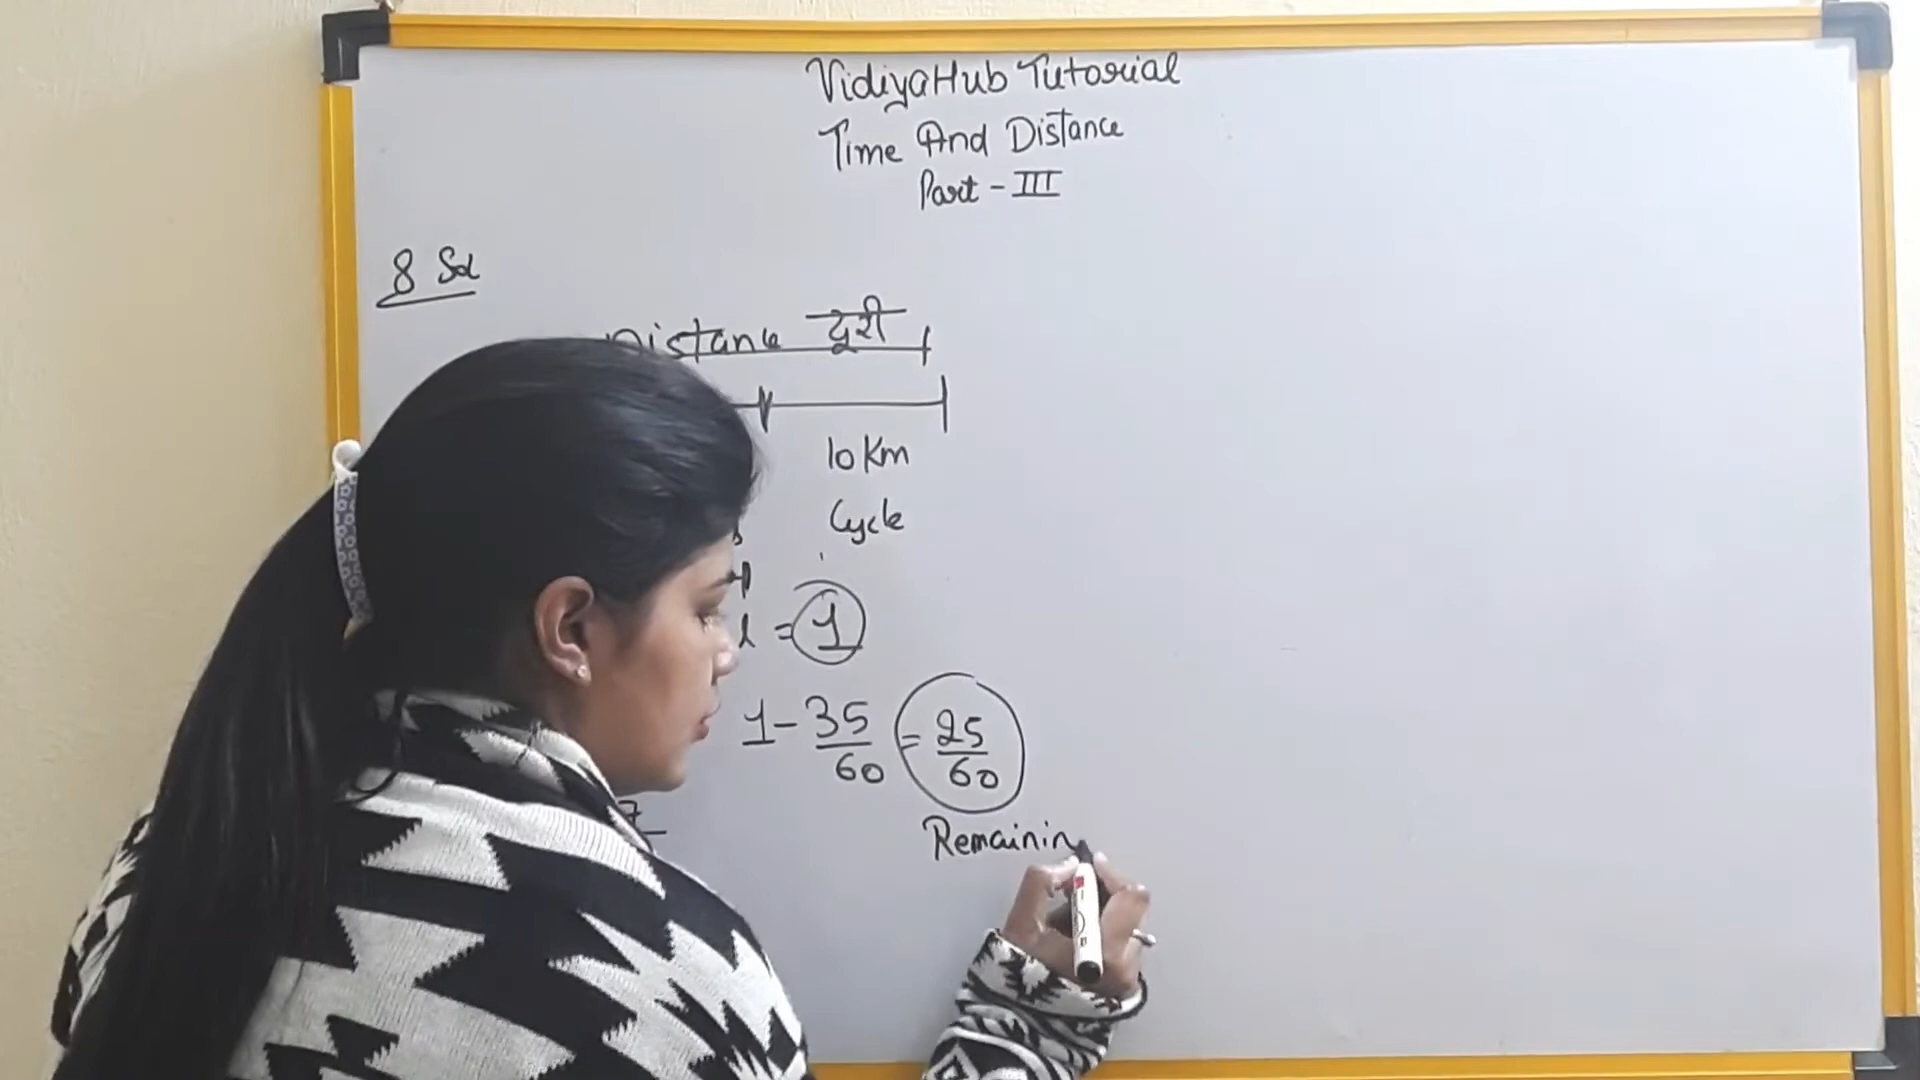 VidiyaHub Tutorial
Time And Distance
Part - III
8 Sol
Distance दूरी
10 Km
Cycle
= 1
1 - 35/60 = 25/60
7
Remainin